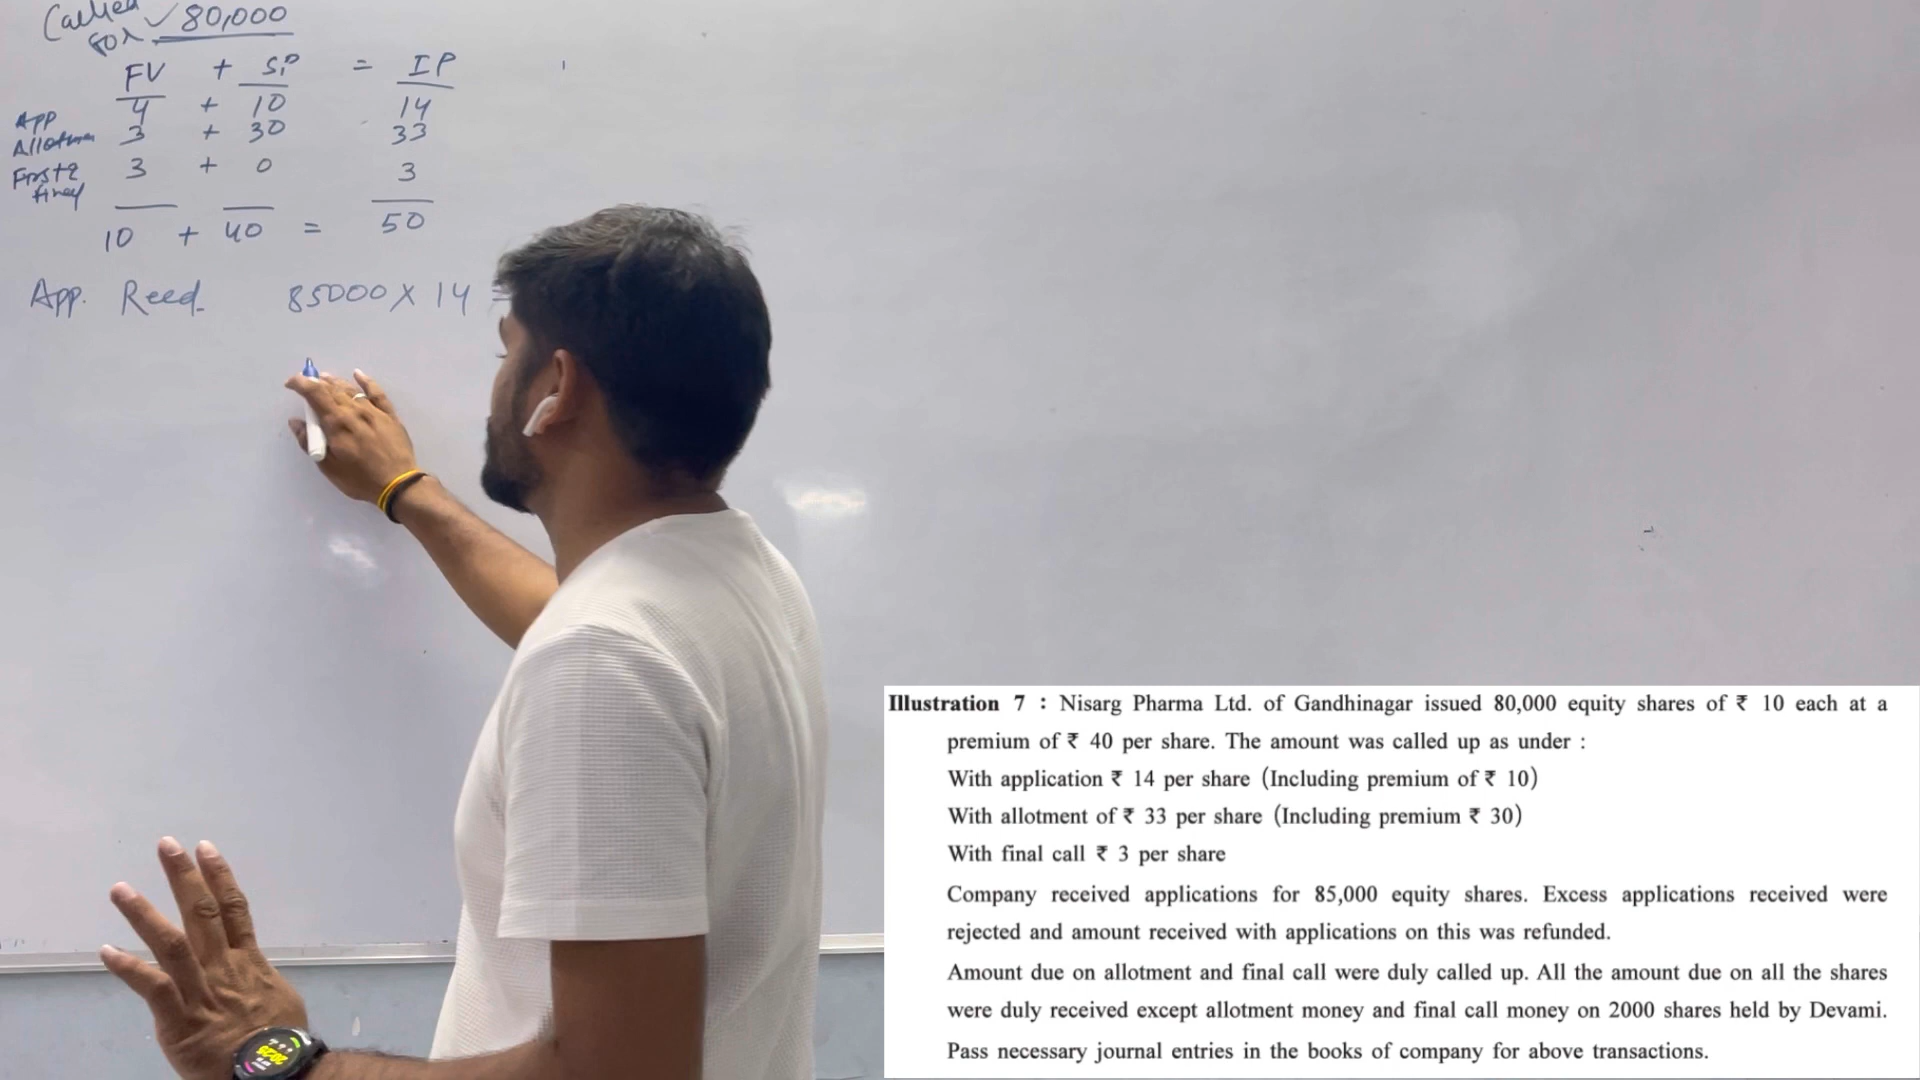 Called ✓ 80,000
for
FV + S.P = IP
App 4 + 10 14
Allotmen 3 + 30 33
First & 3 + 0 3
final
10 + 40 = 50
App. Recd. 85000 X 14 =
Illustration 7 : Nisarg Pharma Ltd. of Gandhinagar issued 80,000 equity shares of ₹ 10 each at a
premium of ₹ 40 per share. The amount was called up as under :
With application ₹ 14 per share (Including premium of ₹ 10)
With allotment of ₹ 33 per share (Including premium ₹ 30)
With final call ₹ 3 per share
Company received applications for 85,000 equity shares. Excess applications received were
rejected and amount received with applications on this was refunded.
Amount due on allotment and final call were duly called up. All the amount due on all the shares
were duly received except allotment money and final call money on 2000 shares held by Devami.
Pass necessary journal entries in the books of company for above transactions.